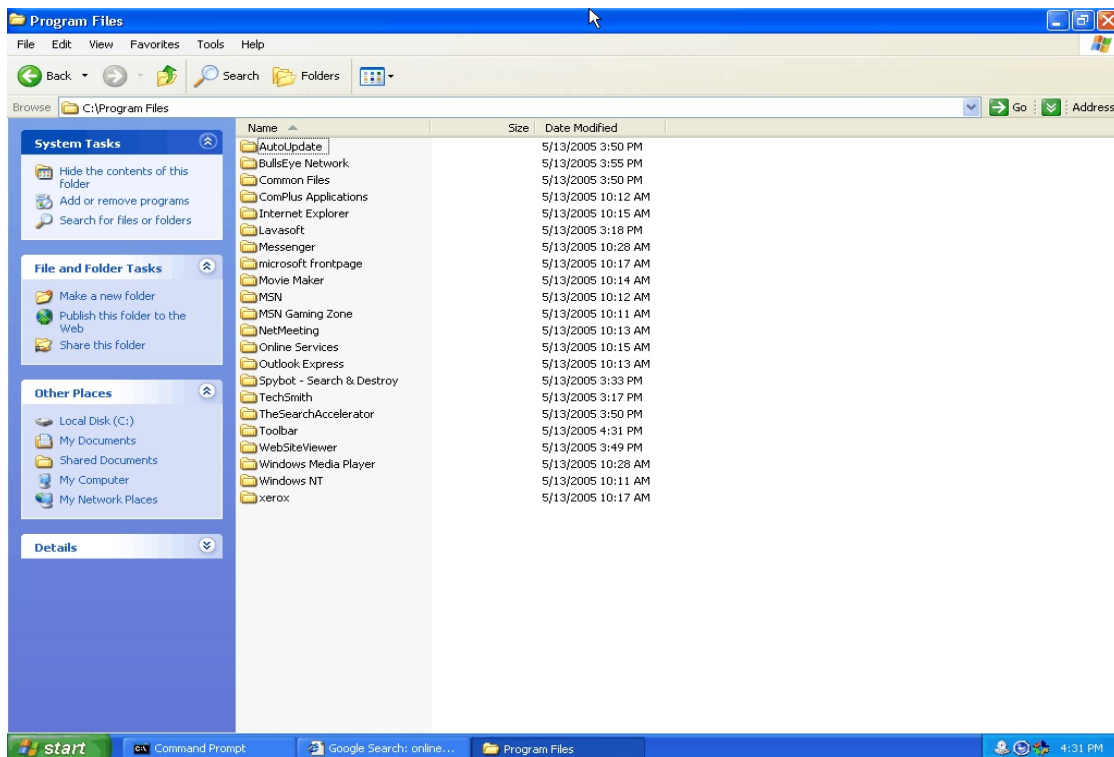 Program Files
File Edit View Favorites Tools Help
Back Search Folders
Browse C:\Program Files Go Address
System Tasks
Hide the contents of this
folder
Add or remove programs
Search for files or folders
File and Folder Tasks
Make a new folder
Publish this folder to the
Web
Share this folder
Other Places
Local Disk (C:)
My Documents
Shared Documents
My Computer
My Network Places
Details
Name Size Date Modified
AutoUpdate 5/13/2005 3:50 PM
BullsEye Network 5/13/2005 3:55 PM
Common Files 5/13/2005 3:50 PM
ComPlus Applications 5/13/2005 10:12 AM
Internet Explorer 5/13/2005 10:15 AM
Lavasoft 5/13/2005 3:18 PM
Messenger 5/13/2005 10:28 AM
microsoft frontpage 5/13/2005 10:17 AM
Movie Maker 5/13/2005 10:14 AM
MSN 5/13/2005 10:12 AM
MSN Gaming Zone 5/13/2005 10:11 AM
NetMeeting 5/13/2005 10:13 AM
Online Services 5/13/2005 10:15 AM
Outlook Express 5/13/2005 10:13 AM
Spybot - Search & Destroy 5/13/2005 3:33 PM
TechSmith 5/13/2005 3:17 PM
TheSearchAccelerator 5/13/2005 3:50 PM
Toolbar 5/13/2005 4:31 PM
WebSiteViewer 5/13/2005 3:49 PM
Windows Media Player 5/13/2005 10:28 AM
Windows NT 5/13/2005 10:11 AM
xerox 5/13/2005 10:17 AM
start Command Prompt Google Search: online... Program Files 4:31 PM